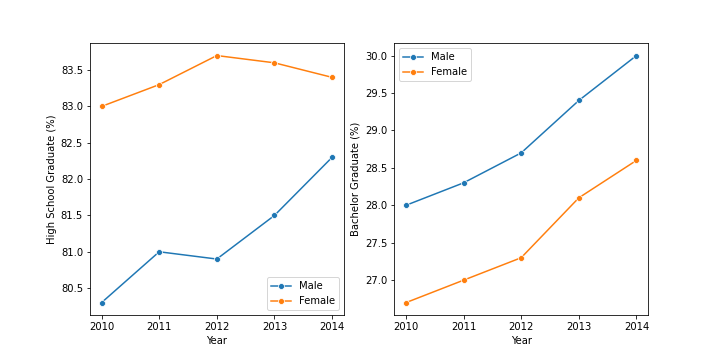 High School Graduate (%)
83.5
83.0
82.5
82.0
81.5
81.0
80.5
2010 2011 2012 2013 2014
Year
Male
Female
Bachelor Graduate (%)
30.0
29.5
29.0
28.5
28.0
27.5
27.0
2010 2011 2012 2013 2014
Year
Male
Female